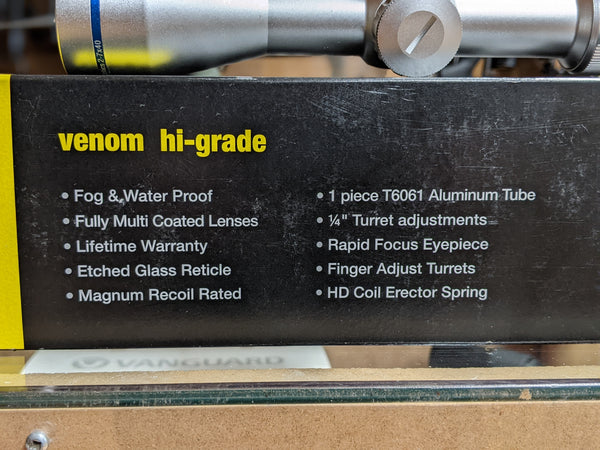 2-7x40
venom hi-grade
• Fog & Water Proof
• Fully Multi Coated Lenses
• Lifetime Warranty
• Etched Glass Reticle
• Magnum Recoil Rated
• 1 piece T6061 Aluminum Tube
• ¼" Turret adjustments
• Rapid Focus Eyepiece
• Finger Adjust Turrets
• HD Coil Erector Spring
VANGUARD